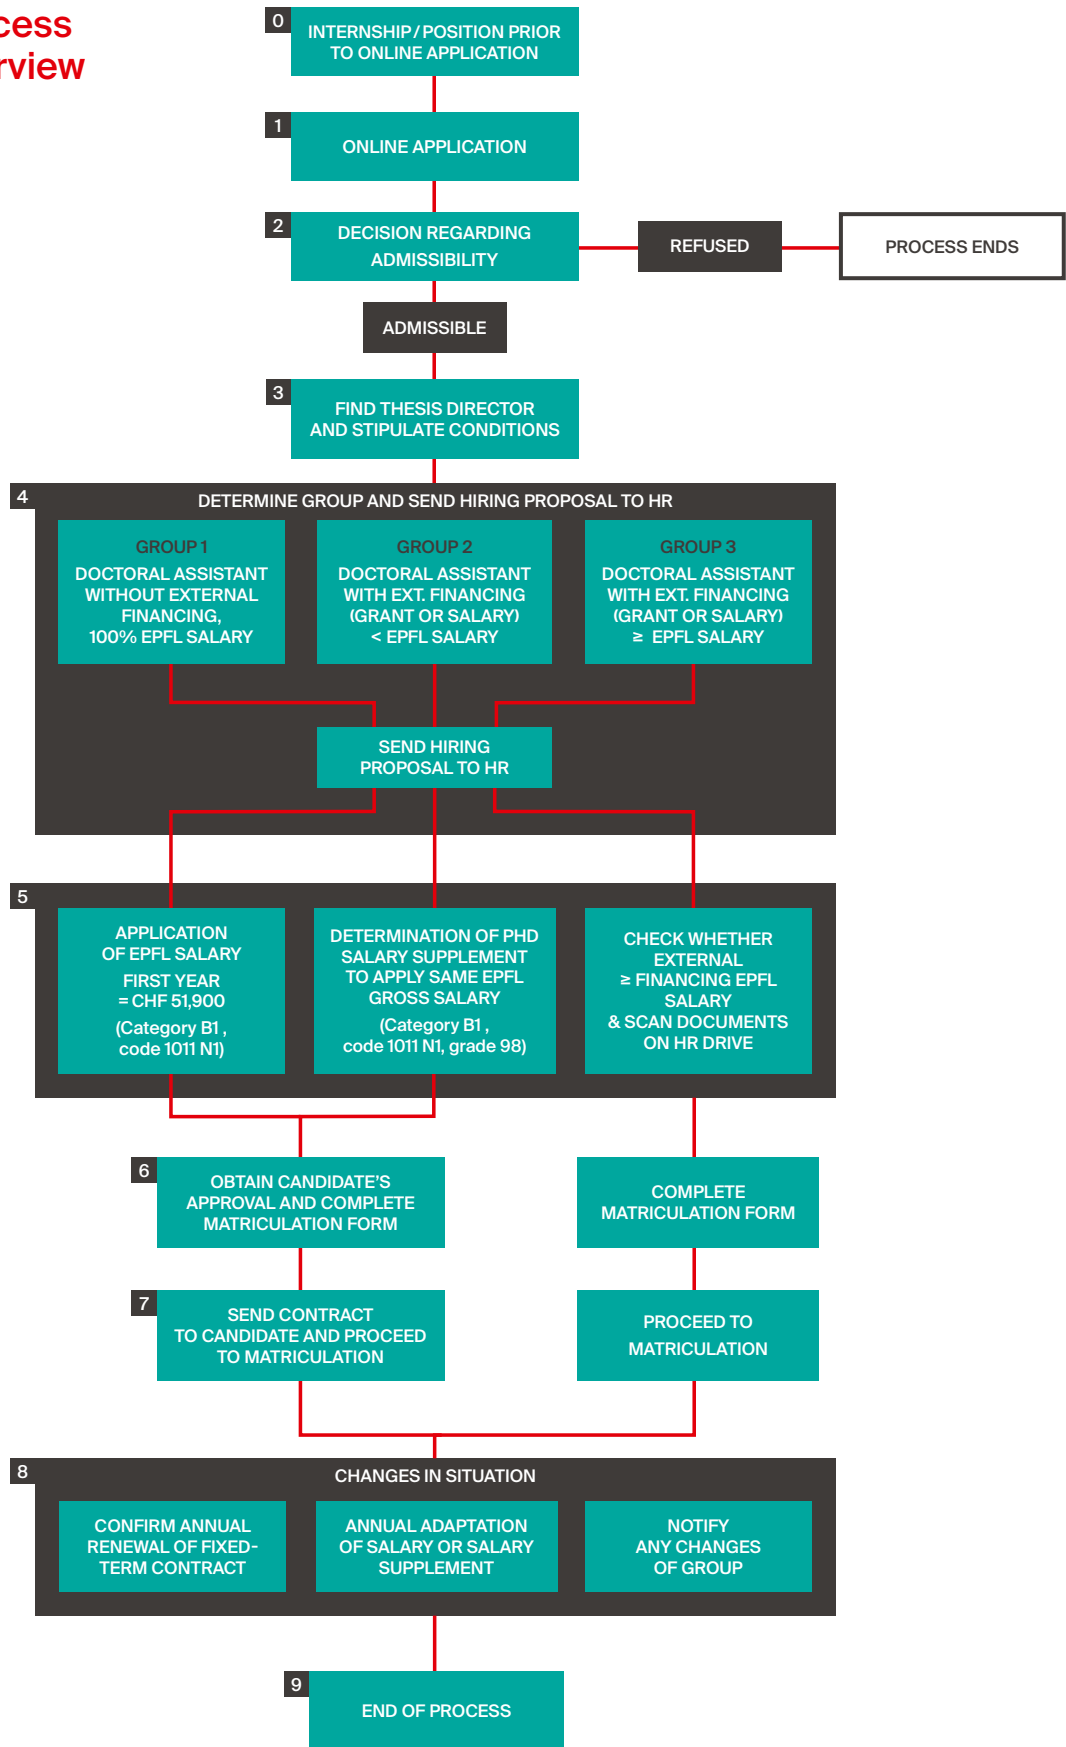 cess
rview
0
INTERNSHIP/POSITION PRIOR
TO ONLINE APPLICATION
1
ONLINE APPLICATION
2
DECISION REGARDING
ADMISSIBILITY
REFUSED
PROCESS ENDS
ADMISSIBLE
3
FIND THESIS DIRECTOR
AND STIPULATE CONDITIONS
4
DETERMINE GROUP AND SEND HIRING PROPOSAL TO HR
GROUP 1
DOCTORAL ASSISTANT
WITHOUT EXTERNAL
FINANCING,
100% EPFL SALARY
GROUP 2
DOCTORAL ASSISTANT
WITH EXT. FINANCING
(GRANT OR SALARY)
< EPFL SALARY
GROUP 3
DOCTORAL ASSISTANT
WITH EXT. FINANCING
(GRANT OR SALARY)
≥ EPFL SALARY
SEND HIRING
PROPOSAL TO HR
5
APPLICATION
OF EPFL SALARY
FIRST YEAR
= CHF 51,900
(Category B1 ,
code 1011 N1)
DETERMINATION OF PHD
SALARY SUPPLEMENT
TO APPLY SAME EPFL
GROSS SALARY
(Category B1 ,
code 1011 N1, grade 98)
CHECK WHETHER
EXTERNAL
≥ FINANCING EPFL
SALARY
& SCAN DOCUMENTS
ON HR DRIVE
6
OBTAIN CANDIDATE'S
APPROVAL AND COMPLETE
MATRICULATION FORM
COMPLETE
MATRICULATION FORM
7
SEND CONTRACT
TO CANDIDATE AND PROCEED
TO MATRICULATION
PROCEED TO
MATRICULATION
8
CHANGES IN SITUATION
CONFIRM ANNUAL
RENEWAL OF FIXED-
TERM CONTRACT
ANNUAL ADAPTATION
OF SALARY OR SALARY
SUPPLEMENT
NOTIFY
ANY CHANGES
OF GROUP
9
END OF PROCESS